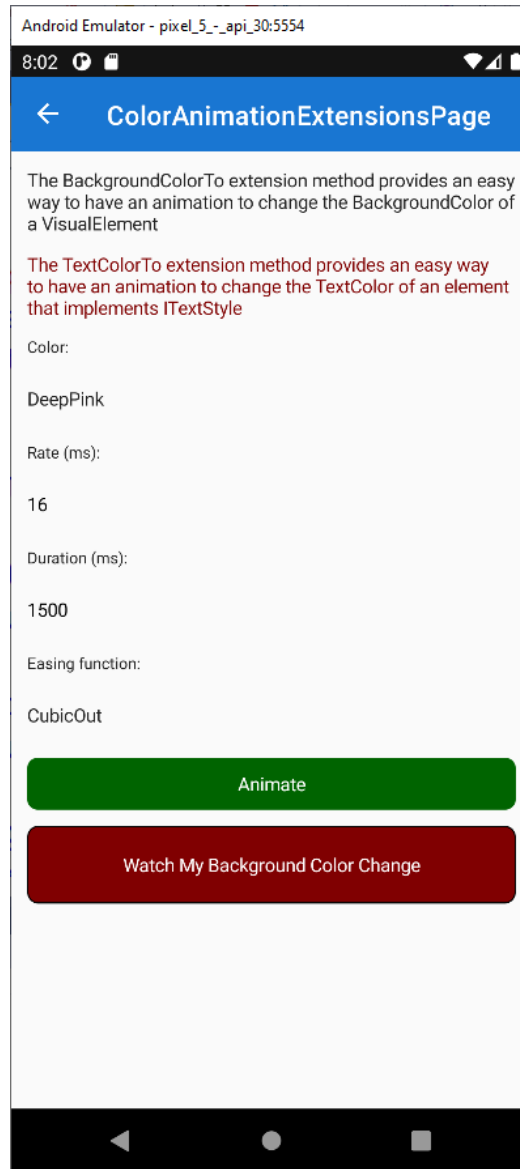 Android Emulator - pixel_5_-_api_30:5554
8:02
ColorAnimationExtensionsPage
The BackgroundColorTo extension method provides an easy
way to have an animation to change the BackgroundColor of
a VisualElement
The TextColorTo extension method provides an easy way
to have an animation to change the TextColor of an element
that implements ITextStyle
Color:
DeepPink
Rate (ms):
16
Duration (ms):
1500
Easing function:
CubicOut
Animate
Watch My Background Color Change